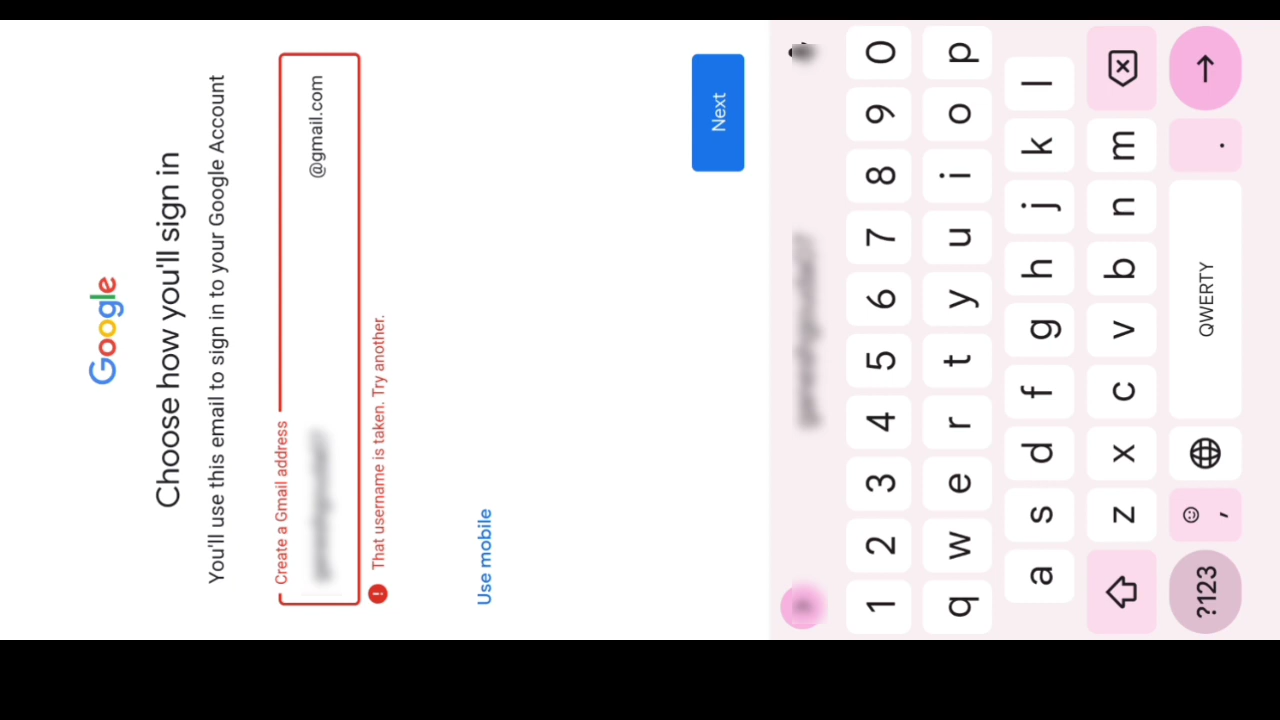 Google
Choose how you'll sign in
You'll use this email to sign in to your Google Account
Create a Gmail address
@gmail.com
That username is taken. Try another.
Use mobile
Next
1 2 3 4 5 6 7 8 9 0
q w e r t y u i o p
a s d f g h j k l
z x c v b n m
?123 , QWERTY .